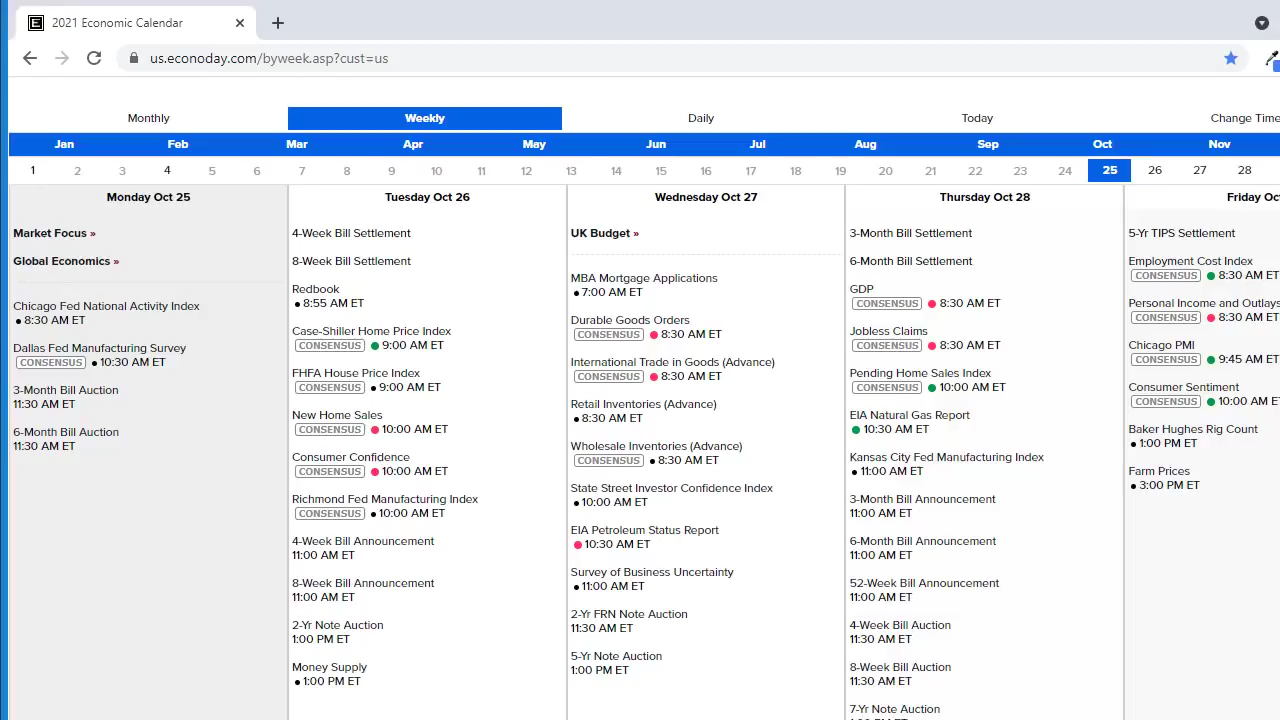 2021 Economic Calendar
us.econoday.com/byweek.asp?cust=us
Monthly Weekly Daily Today Change Time
Jan Feb Mar Apr May Jun Jul Aug Sep Oct Nov
1 2 3 4 5 6 7 8 9 10 11 12 13 14 15 16 17 18 19 20 21 22 23 24 25 26 27 28
Monday Oct 25
Market Focus »
Global Economics »
Chicago Fed National Activity Index
8:30 AM ET
Dallas Fed Manufacturing Survey
CONSENSUS 10:30 AM ET
3-Month Bill Auction
11:30 AM ET
6-Month Bill Auction
11:30 AM ET
Tuesday Oct 26
4-Week Bill Settlement
8-Week Bill Settlement
Redbook
8:55 AM ET
Case-Shiller Home Price Index
CONSENSUS 9:00 AM ET
FHFA House Price Index
CONSENSUS 9:00 AM ET
New Home Sales
CONSENSUS 10:00 AM ET
Consumer Confidence
CONSENSUS 10:00 AM ET
Richmond Fed Manufacturing Index
CONSENSUS 10:00 AM ET
4-Week Bill Announcement
11:00 AM ET
8-Week Bill Announcement
11:00 AM ET
2-Yr Note Auction
1:00 PM ET
Money Supply
1:00 PM ET
Wednesday Oct 27
UK Budget »
MBA Mortgage Applications
7:00 AM ET
Durable Goods Orders
CONSENSUS 8:30 AM ET
International Trade in Goods (Advance)
CONSENSUS 8:30 AM ET
Retail Inventories (Advance)
8:30 AM ET
Wholesale Inventories (Advance)
CONSENSUS 8:30 AM ET
State Street Investor Confidence Index
10:00 AM ET
EIA Petroleum Status Report
10:30 AM ET
Survey of Business Uncertainty
11:00 AM ET
2-Yr FRN Note Auction
11:30 AM ET
5-Yr Note Auction
1:00 PM ET
Thursday Oct 28
3-Month Bill Settlement
6-Month Bill Settlement
GDP
CONSENSUS 8:30 AM ET
Jobless Claims
CONSENSUS 8:30 AM ET
Pending Home Sales Index
CONSENSUS 10:00 AM ET
EIA Natural Gas Report
10:30 AM ET
Kansas City Fed Manufacturing Index
11:00 AM ET
3-Month Bill Announcement
11:00 AM ET
6-Month Bill Announcement
11:00 AM ET
52-Week Bill Announcement
11:00 AM ET
4-Week Bill Auction
11:30 AM ET
8-Week Bill Auction
11:30 AM ET
7-Yr Note Auction
Friday Oc
5-Yr TIPS Settlement
Employment Cost Index
CONSENSUS 8:30 AM ET
Personal Income and Outlays
CONSENSUS 8:30 AM ET
Chicago PMI
CONSENSUS 9:45 AM ET
Consumer Sentiment
CONSENSUS 10:00 AM ET
Baker Hughes Rig Count
1:00 PM ET
Farm Prices
3:00 PM ET